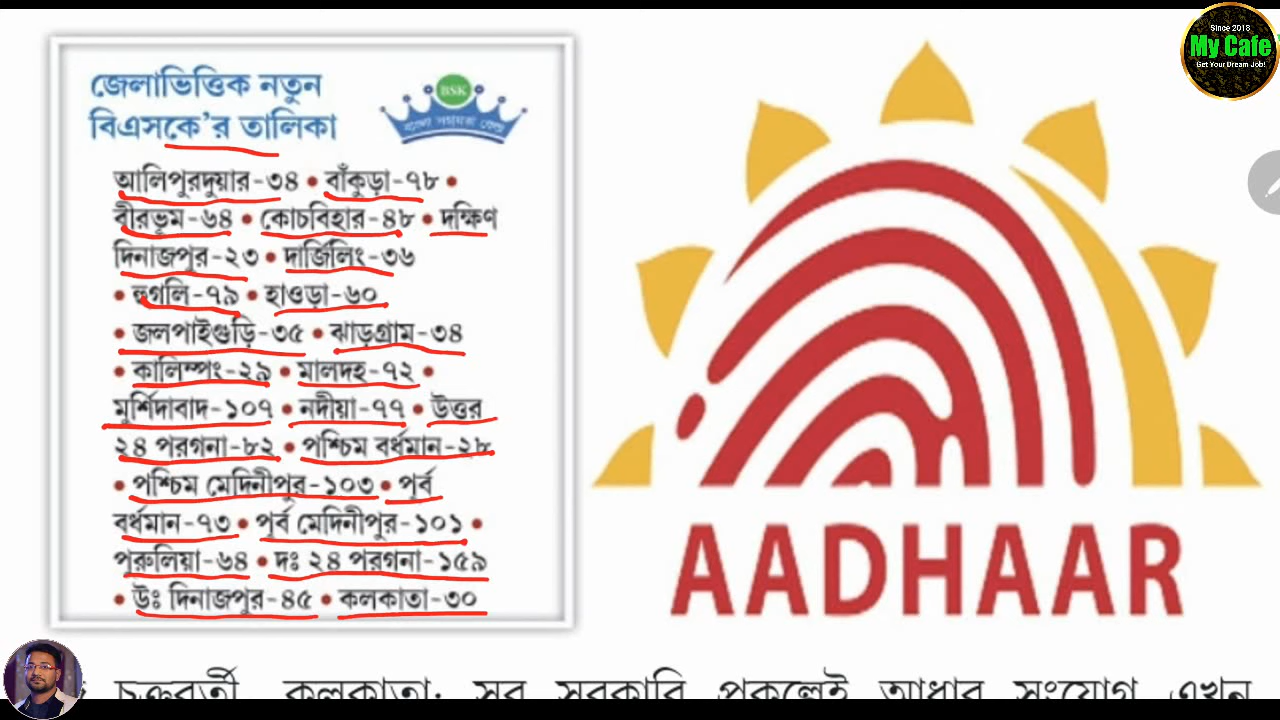 Since 2018
My Cafe
Get Your Dream Job!
জেলাভিত্তিক নতুন
বিএসকে'র তালিকা
BSK
বাংলা সহায়তা কেন্দ্র
আলিপুরদুয়ার-৩৪ • বাঁকুড়া-৭৮ •
বীরভূম-৬৪ • কোচবিহার-৪৮ • দক্ষিণ
দিনাজপুর-২৩ • দার্জিলিং-৩৬
• হুগলি-৭৯ • হাওড়া-৬০
• জলপাইগুড়ি-৩৫ • ঝাড়গ্রাম-৩৪
• কালিম্পং-২৯ • মালদহ-৭২ •
মুর্শিদাবাদ-১০৭ • নদীয়া-৭৭ • উত্তর
২৪ পরগনা-৮২ • পশ্চিম বর্ধমান-২৮
• পশ্চিম মেদিনীপুর-১০৩ • পূর্ব
বর্ধমান-৭৩ • পূর্ব মেদিনীপুর-১০১ •
পুরুলিয়া-৬৪ • দঃ ২৪ পরগনা-১৫৯
• উঃ দিনাজপুর-৪৫ • কলকাতা-৩০
AADHAAR
চক্রবর্তী, কলকাতা: সব সরকারি প্রকল্পেই আধার সংযোগ এখন